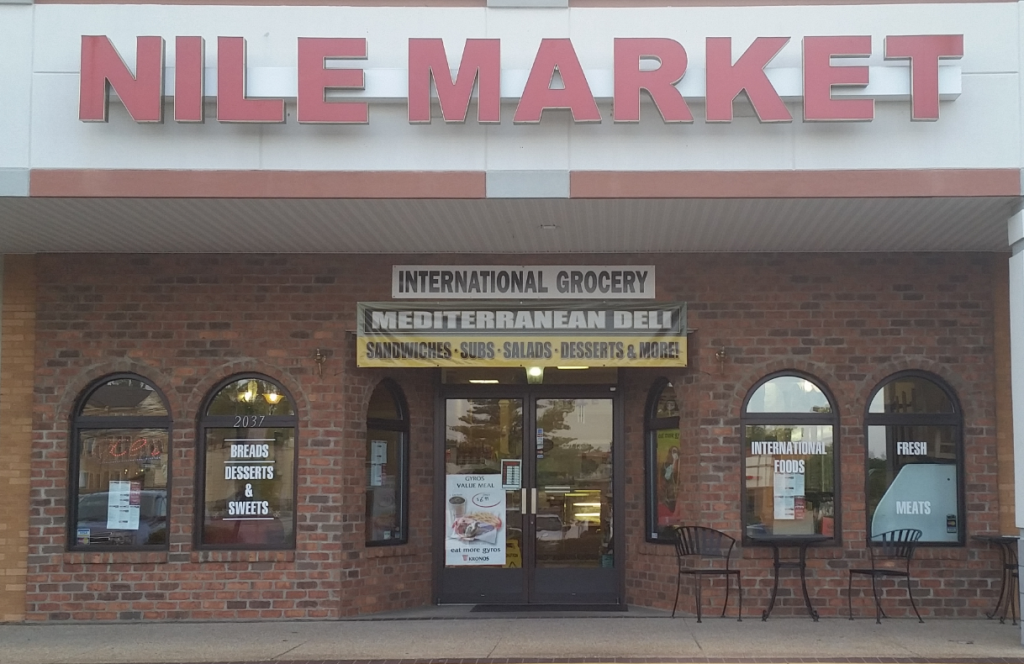 NILE MARKET
INTERNATIONAL GROCERY
MEDITERRANEAN DELI
SANDWICHES · SUBS · SALADS · DESSERTS & MORE!
2037
BREADS
DESSERTS
&
SWEETS
GYROS
VALUE MEAL
eat more gyros
KRONOS
INTERNATIONAL
FOODS
FRESH
MEATS